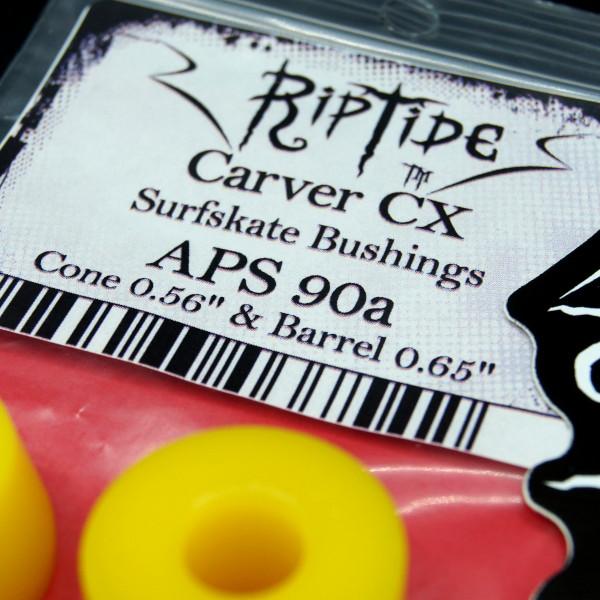 RIPTIDE
TM
Carver CX
Surfskate Bushings
APS 90a
Cone 0.56" & Barrel 0.65"